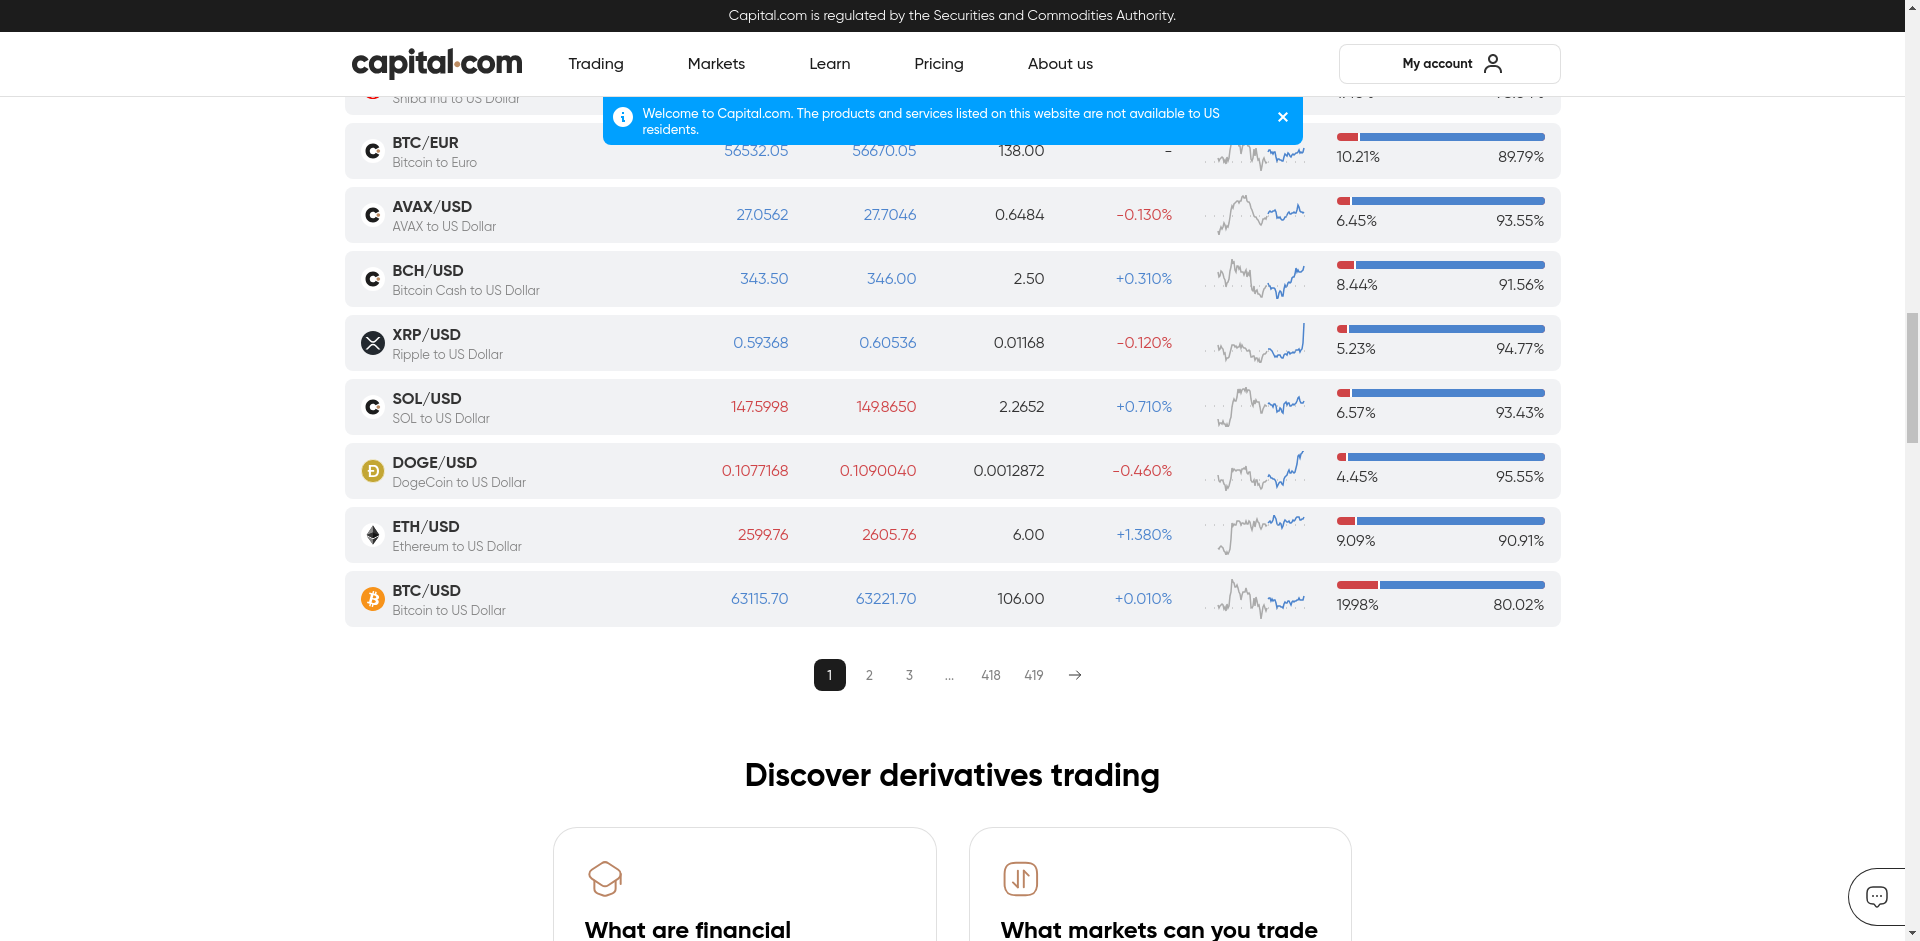 Capital.com is regulated by the Securities and Commodities Authority.
capital.com
Trading
Markets
Learn
Pricing
About us
My account
Shiba Inu to US Dollar
Welcome to Capital.com. The products and services listed on this website are not available to US
residents.
BTC/EUR
Bitcoin to Euro
56532.05
56670.05
138.00
-
10.21%
89.79%
AVAX/USD
AVAX to US Dollar
27.0562
27.7046
0.6484
-0.130%
6.45%
93.55%
BCH/USD
Bitcoin Cash to US Dollar
343.50
346.00
2.50
+0.310%
8.44%
91.56%
XRP/USD
Ripple to US Dollar
0.59368
0.60536
0.01168
-0.120%
5.23%
94.77%
SOL/USD
SOL to US Dollar
147.5998
149.8650
2.2652
+0.710%
6.57%
93.43%
DOGE/USD
DogeCoin to US Dollar
0.1077168
0.1090040
0.0012872
-0.460%
4.45%
95.55%
ETH/USD
Ethereum to US Dollar
2599.76
2605.76
6.00
+1.380%
9.09%
90.91%
BTC/USD
Bitcoin to US Dollar
63115.70
63221.70
106.00
+0.010%
19.98%
80.02%
1
2
3
...
418
419
Discover derivatives trading
What are financial
What markets can you trade